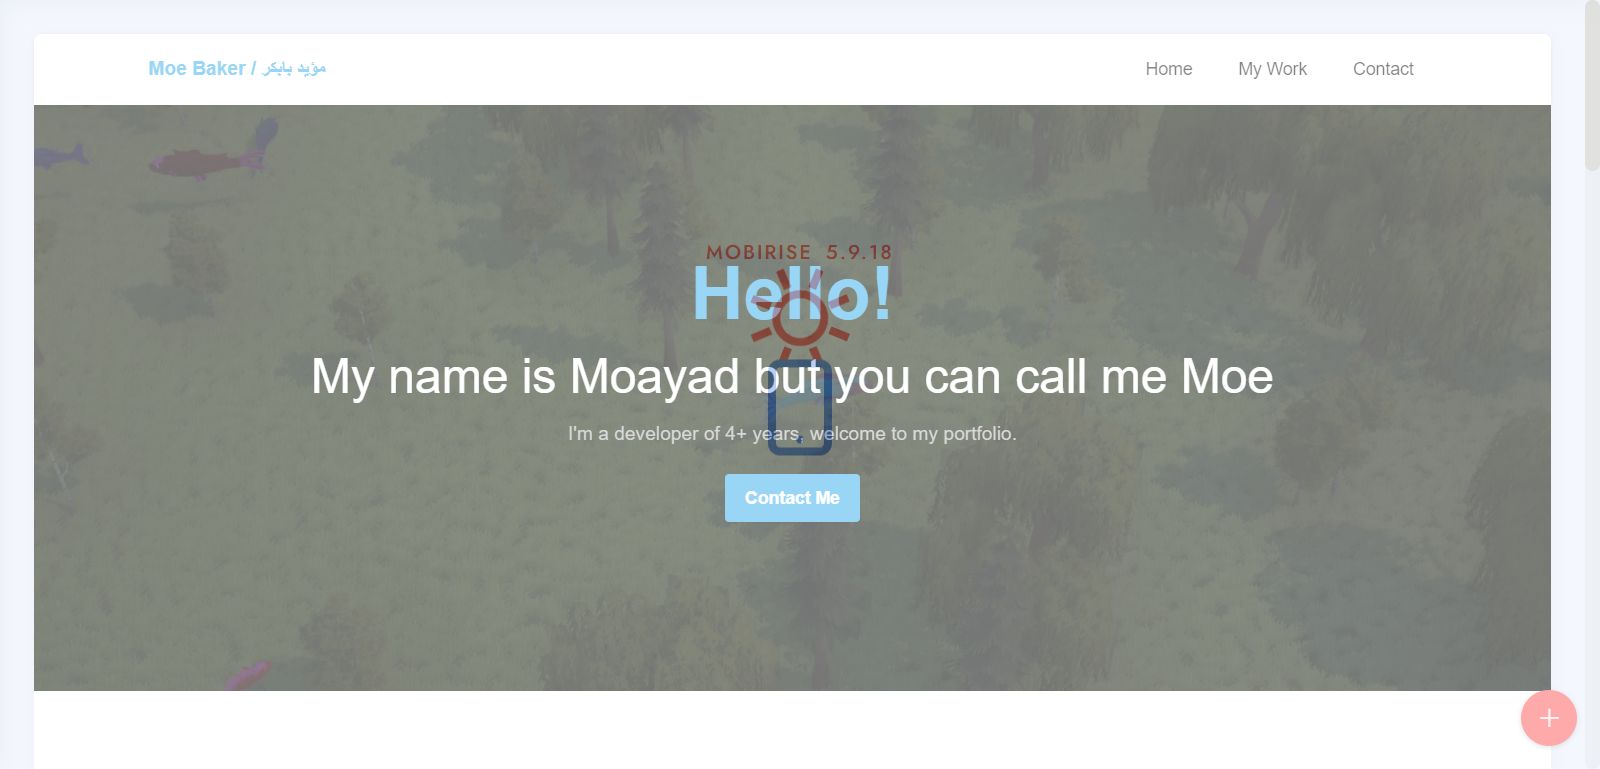 Moe Baker / مؤيد بابكر
Home
My Work
Contact
MOBIRISE 5.9.18
Hello!
My name is Moayad but you can call me Moe
I'm a developer of 4+ years, welcome to my portfolio.
Contact Me